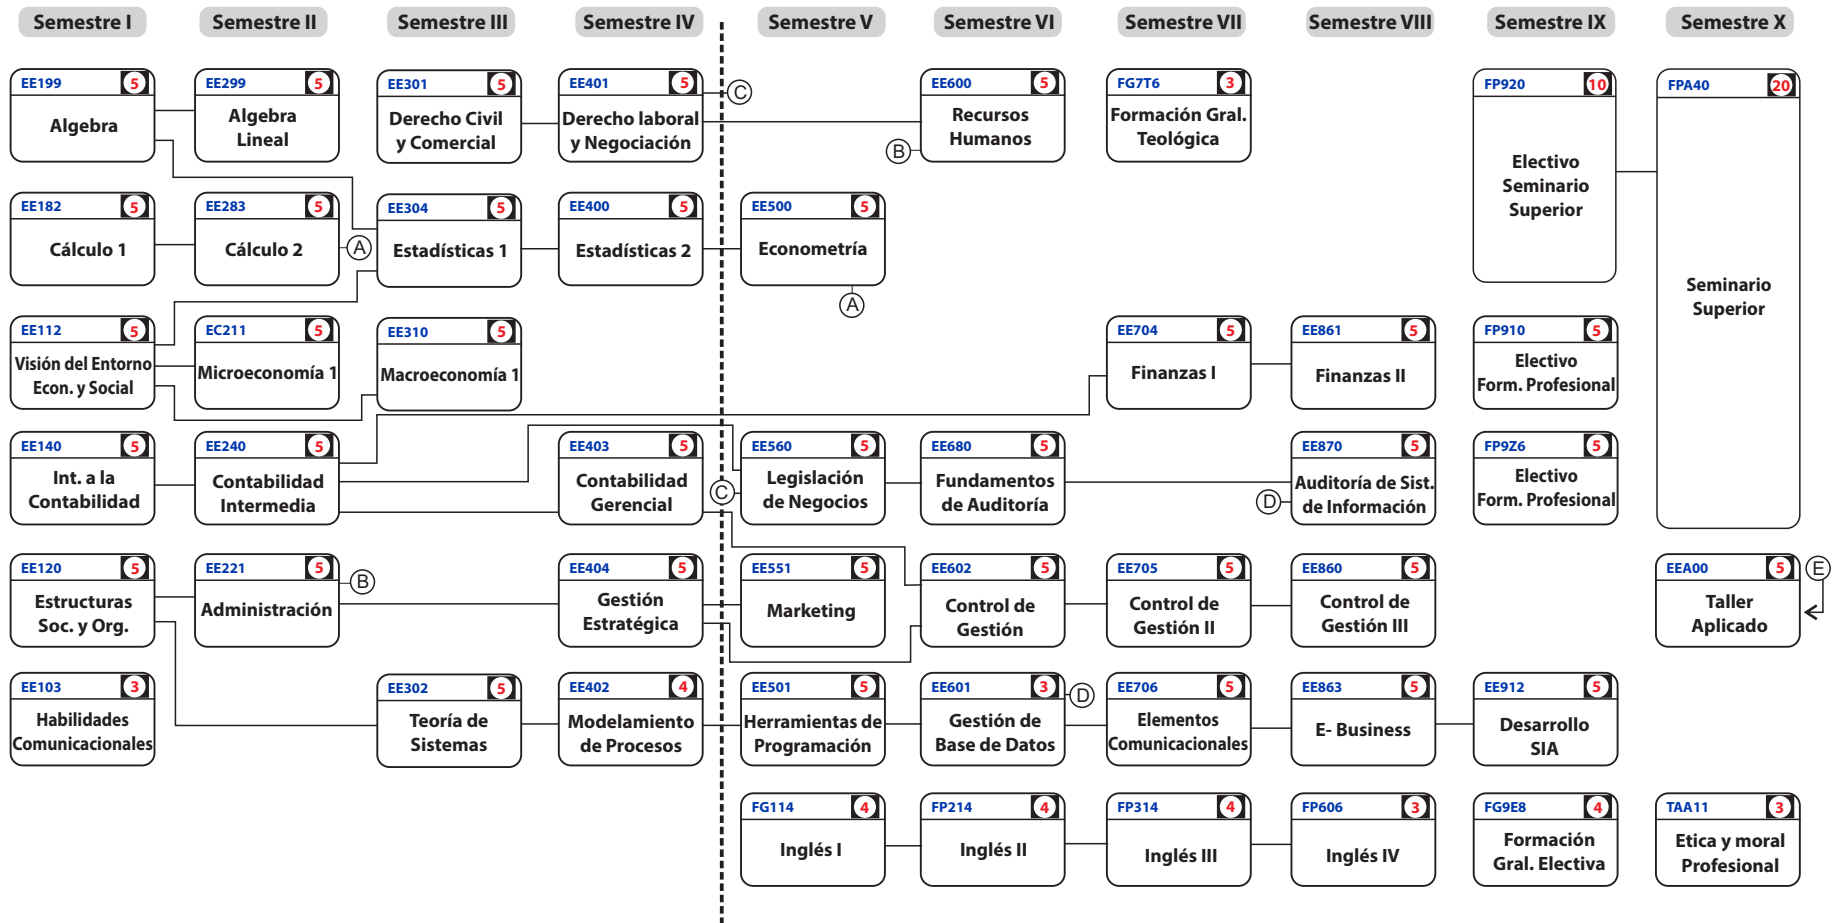 Semestre I
Semestre II
Semestre III
Semestre IV
Semestre V
Semestre VI
Semestre VII
Semestre VIII
Semestre IX
Semestre X
EE199 5
Algebra
EE299 5
Algebra
Lineal
EE301 5
Derecho Civil
y Comercial
EE401 5
Derecho laboral
y Negociación
C
EE600 5
Recursos
Humanos
B
FG7T6 3
Formación Gral.
Teológica
FP920 10
Electivo
Seminario
Superior
FPA40 20
Seminario
Superior
EE182 5
Cálculo 1
EE283 5
Cálculo 2
A
EE304 5
Estadísticas 1
EE400 5
Estadísticas 2
EE500 5
Econometría
A
EE112 5
Visión del Entorno
Econ. y Social
EC211 5
Microeconomía 1
EE310 5
Macroeconomía 1
EE704 5
Finanzas I
EE861 5
Finanzas II
FP910 5
Electivo
Form. Profesional
EE140 5
Int. a la
Contabilidad
EE240 5
Contabilidad
Intermedia
EE403 5
Contabilidad
Gerencial
C
EE560 5
Legislación
de Negocios
EE680 5
Fundamentos
de Auditoría
D
EE870 5
Auditoría de Sist.
de Información
FP9Z6 5
Electivo
Form. Profesional
EE120 5
Estructuras
Soc. y Org.
EE221 5
Administración
B
EE404 5
Gestión
Estratégica
EE551 5
Marketing
EE602 5
Control de
Gestión
EE705 5
Control de
Gestión II
EE860 5
Control de
Gestión III
EEA00 5
Taller
Aplicado
E
EE103 3
Habilidades
Comunicacionales
EE302 5
Teoría de
Sistemas
EE402 4
Modelamiento
de Procesos
EE501 5
Herramientas de
Programación
EE601 3
Gestión de
Base de Datos
D
EE706 5
Elementos
Comunicacionales
EE863 5
E- Business
EE912 5
Desarrollo
SIA
FG114 4
Inglés I
FP214 4
Inglés II
FP314 4
Inglés III
FP606 3
Inglés IV
FG9E8 4
Formación
Gral. Electiva
TAA11 3
Etica y moral
Profesional